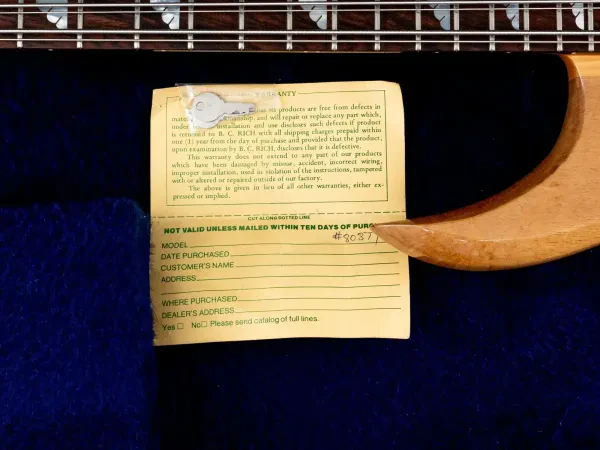 WARRANTY
products are free from defects in
and will repair or replace any part which,
under installation and use discloses such defects if product
is returned to B. C. RICH with all shipping charges prepaid within
one (1) year from the day of purchase and provided that the product,
upon examination by B. C. RICH, discloses that it is defective.
This warranty does not extend to any part of our products
which have been damaged by misuse, accident, incorrect wiring,
improper installation, used in violation of the instructions, tampered
with or altered or repaired outside of our factory.
The above is given in lieu of all other warranties, either ex-
pressed or implied.
CUT ALONG DOTTED LINE
NOT VALID UNLESS MAILED WITHIN TEN DAYS OF PURC
MODEL #8037
DATE PURCHASED
CUSTOMER'S NAME
ADDRESS
WHERE PURCHASED
DEALER'S ADDRESS
Yes □ No □ Please send catalog of full lines.